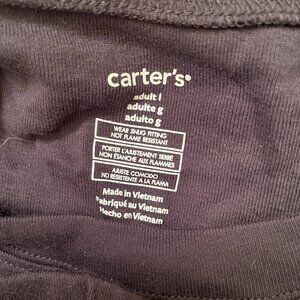 carter's
adult l
adulte g
adulto g
WEAR SNUG FITTING
NOT FLAME RESISTANT
PORTER L'AJUSTEMENT SERRÉ
NON ÉTANCHE AUX FLAMMES
AJUSTE COMODO
NO RESISTENTE A LA FLAMA
Made in Vietnam
Fabriqué au Vietnam
Hecho en Vietnam